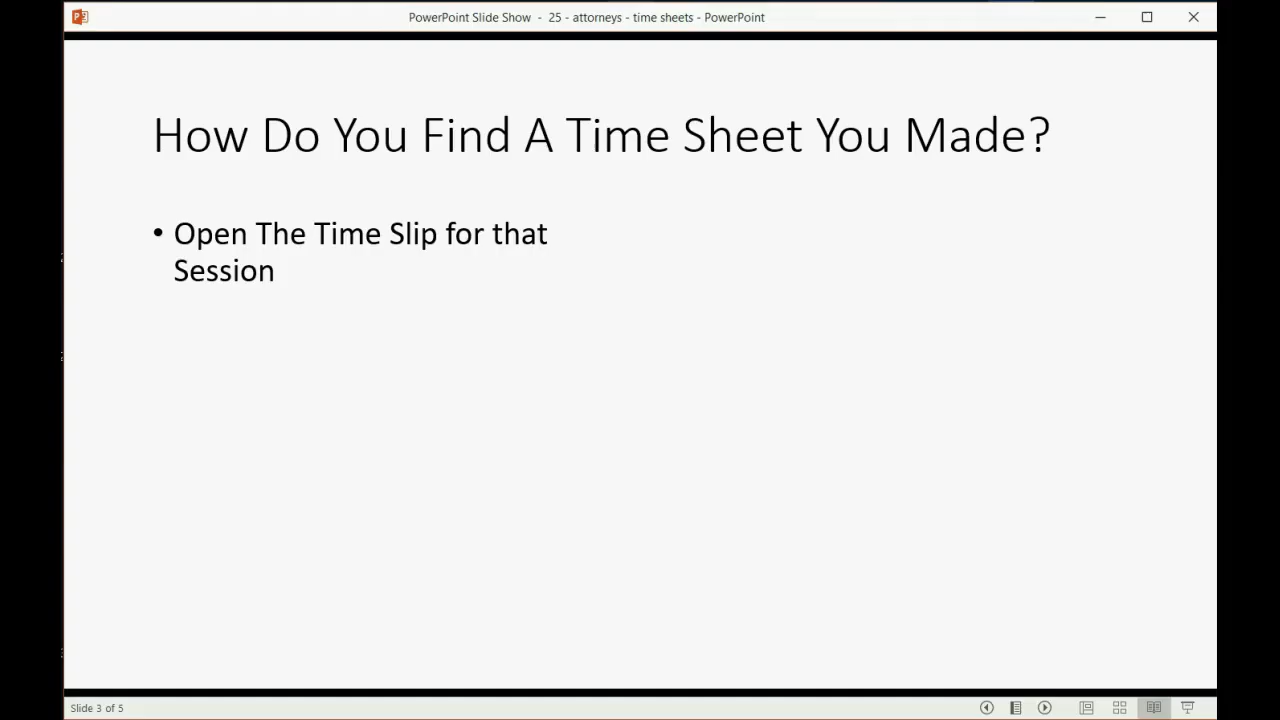 PowerPoint Slide Show - 25 - attorneys - time sheets - PowerPoint
How Do You Find A Time Sheet You Made?
• Open The Time Slip for that
Session
Slide 3 of 5